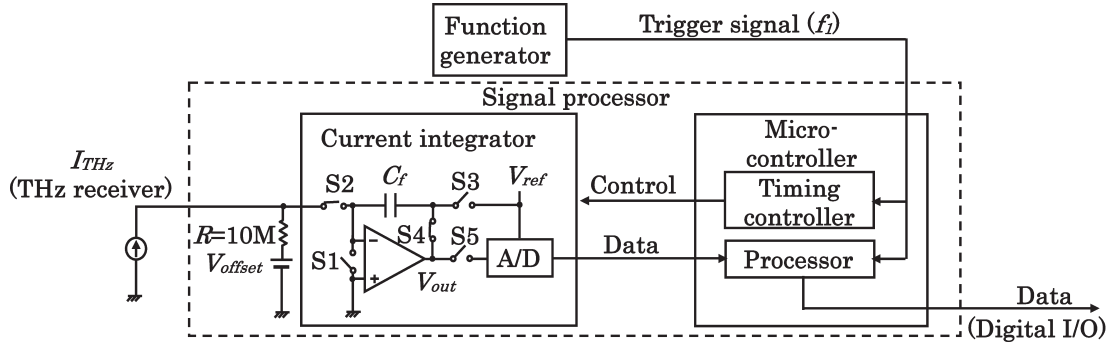 Function
generator
Trigger signal (f1)
Signal processor
Current integrator
Micro-
controller
ITHz
(THz receiver)
S2
Cf
S3
Vref
Control
Timing
controller
R=10M
Voffset
S1
S4
S5
−
+
Vout
A/D
Data
Processor
Data
(Digital I/O)